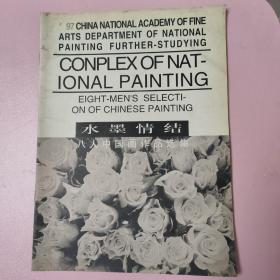 97 CHINA NATIONAL ACADEMY OF FINE
ARTS DEPARTMENT OF NATIONAL
PAINTING FURTHER-STUDYING
CONPLEX OF NAT-
IONAL PAINTING
EIGHT-MEN'S SELECTI-
ON OF CHINESE PAINTING
水墨情结
八人中国画作品选辑